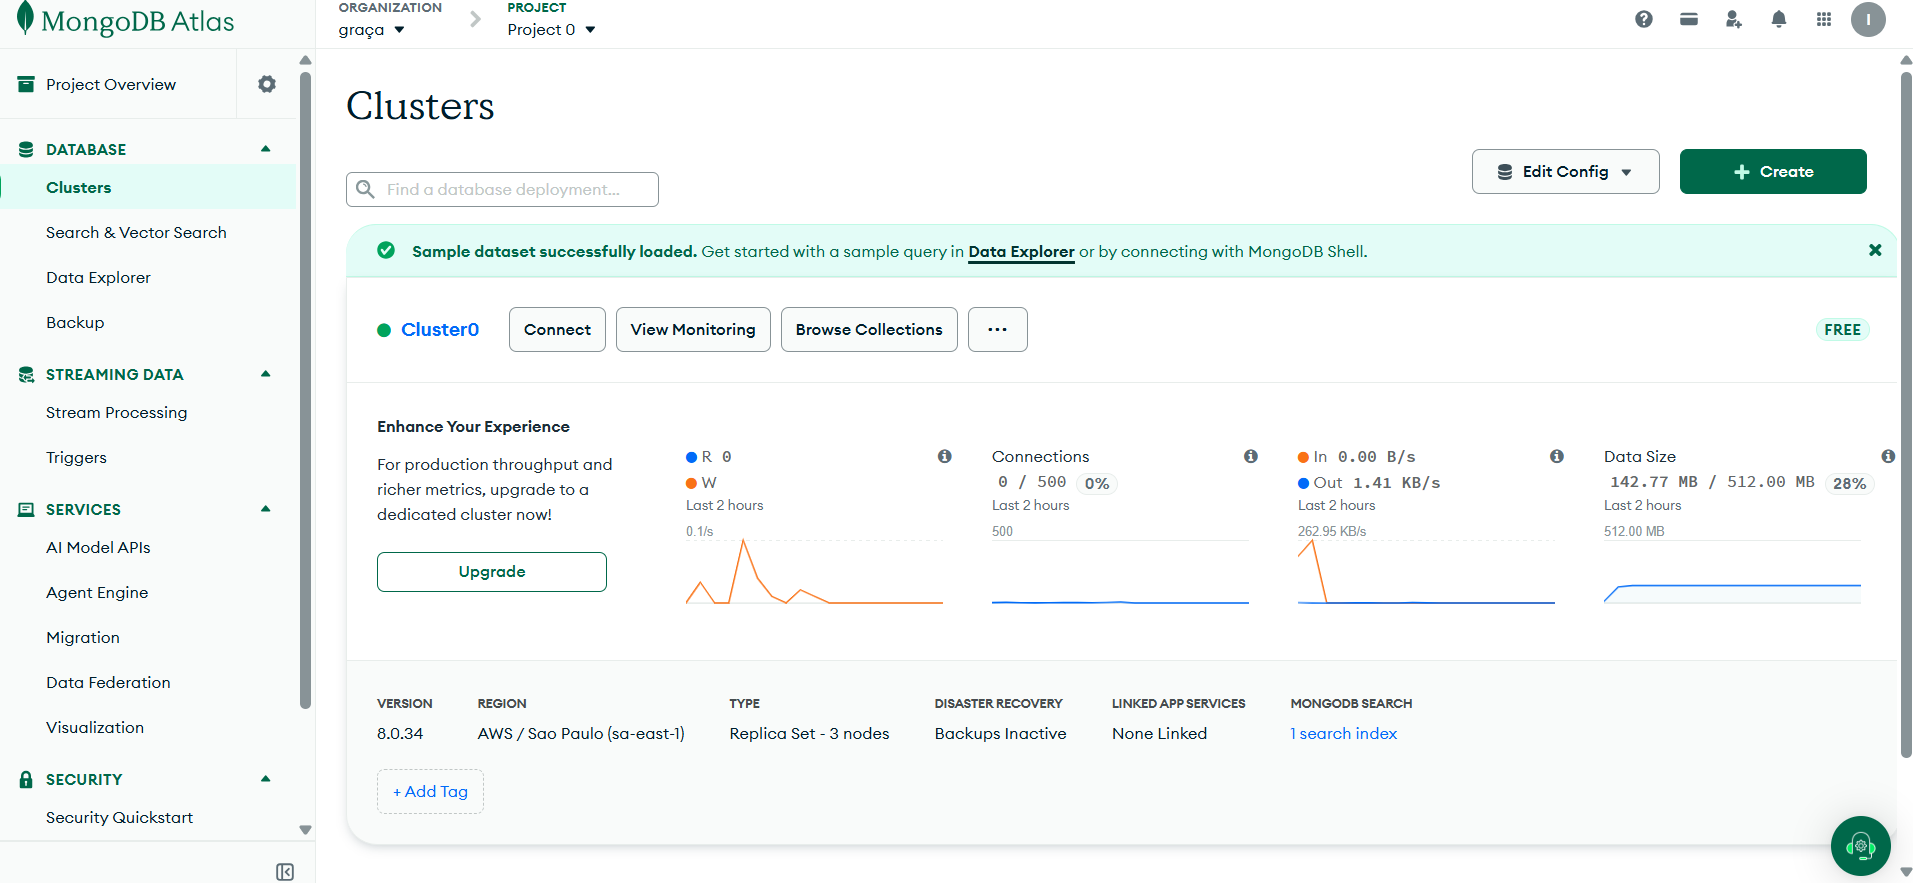 MongoDB Atlas
ORGANIZATION
graça
PROJECT
Project 0
I
Project Overview
DATABASE
Clusters
Search & Vector Search
Data Explorer
Backup
STREAMING DATA
Stream Processing
Triggers
SERVICES
AI Model APIs
Agent Engine
Migration
Data Federation
Visualization
SECURITY
Security Quickstart
Clusters
Find a database deployment...
Edit Config
+ Create
Sample dataset successfully loaded. Get started with a sample query in Data Explorer or by connecting with MongoDB Shell.
Cluster0
Connect
View Monitoring
Browse Collections
...
FREE
Enhance Your Experience
For production throughput and
richer metrics, upgrade to a
dedicated cluster now!
Upgrade
R 0
W
Last 2 hours
0.1/s
Connections
0 / 500 0%
Last 2 hours
500
In 0.00 B/s
Out 1.41 KB/s
Last 2 hours
262.95 KB/s
Data Size
142.77 MB / 512.00 MB 28%
Last 2 hours
512.00 MB
VERSION
8.0.34
REGION
AWS / Sao Paulo (sa-east-1)
TYPE
Replica Set - 3 nodes
DISASTER RECOVERY
Backups Inactive
LINKED APP SERVICES
None Linked
MONGODB SEARCH
1 search index
+ Add Tag